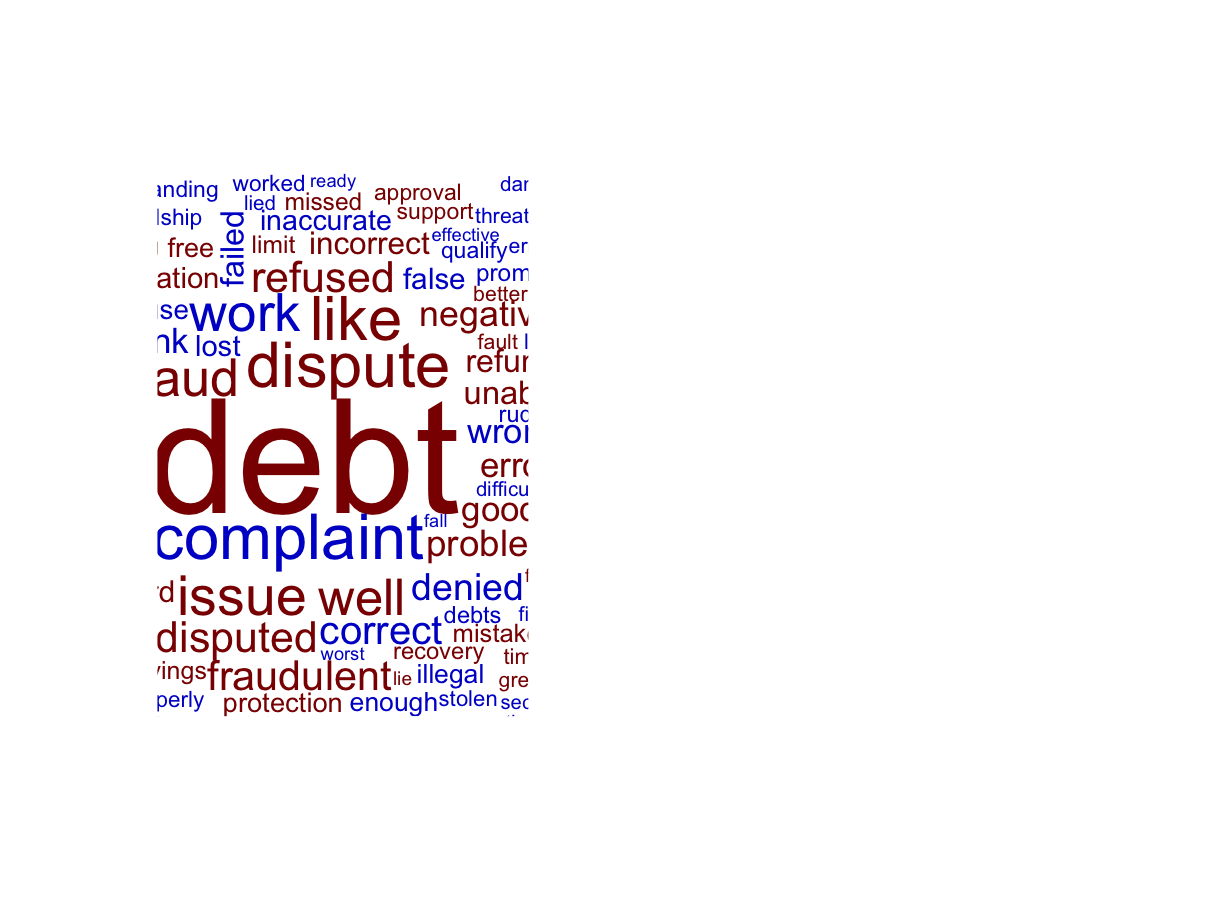 anding worked ready dar
lied missed approval
lship failed inaccurate support threat
free limit incorrect effective
qualify er
ation refused false prom
better
se work like negativ
nk lost fault
aud dispute refur
unab
debt ruc
wror
erro
difficu
complaint fall good
proble
rd issue well denied
debts fi
disputed correct mistak
worst recovery tim
vings fraudulent lie illegal gre
perly protection enough stolen sec